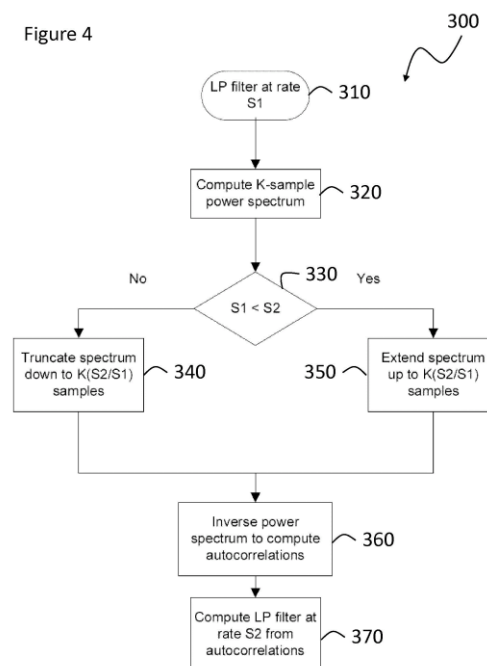 Figure 4
300
LP filter at rate
S1
310
Compute K-sample
power spectrum
320
330
No
Yes
S1 < S2
Truncate spectrum
down to K(S2/S1)
samples
340
350
Extend spectrum
up to K(S2/S1)
samples
Inverse power
spectrum to compute
autocorrelations
360
Compute LP filter at
rate S2 from
autocorrelations
370